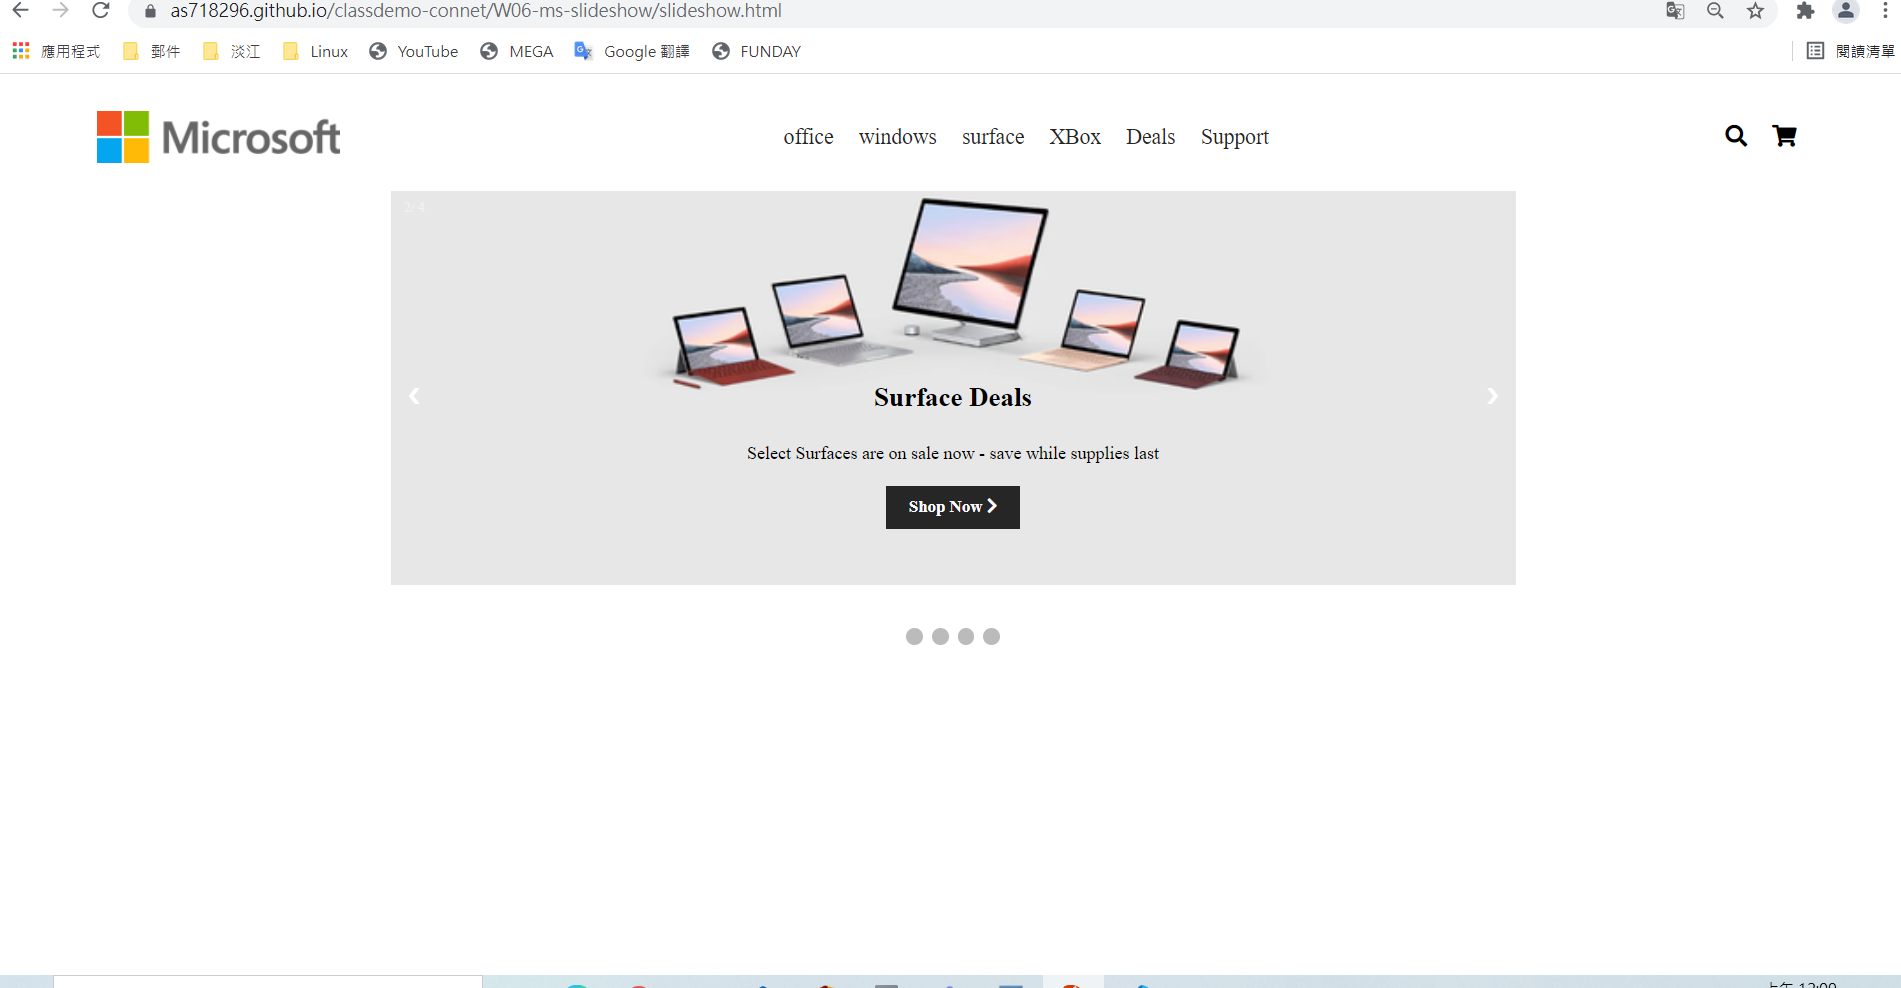 as718296.github.io/classdemo-connet/W06-ms-slideshow/slideshow.html
應用程式 郵件 淡江 Linux YouTube MEGA Google 翻譯 FUNDAY 閱讀清單
Microsoft office windows surface XBox Deals Support
2/ 4
Surface Deals
Select Surfaces are on sale now - save while supplies last
Shop Now